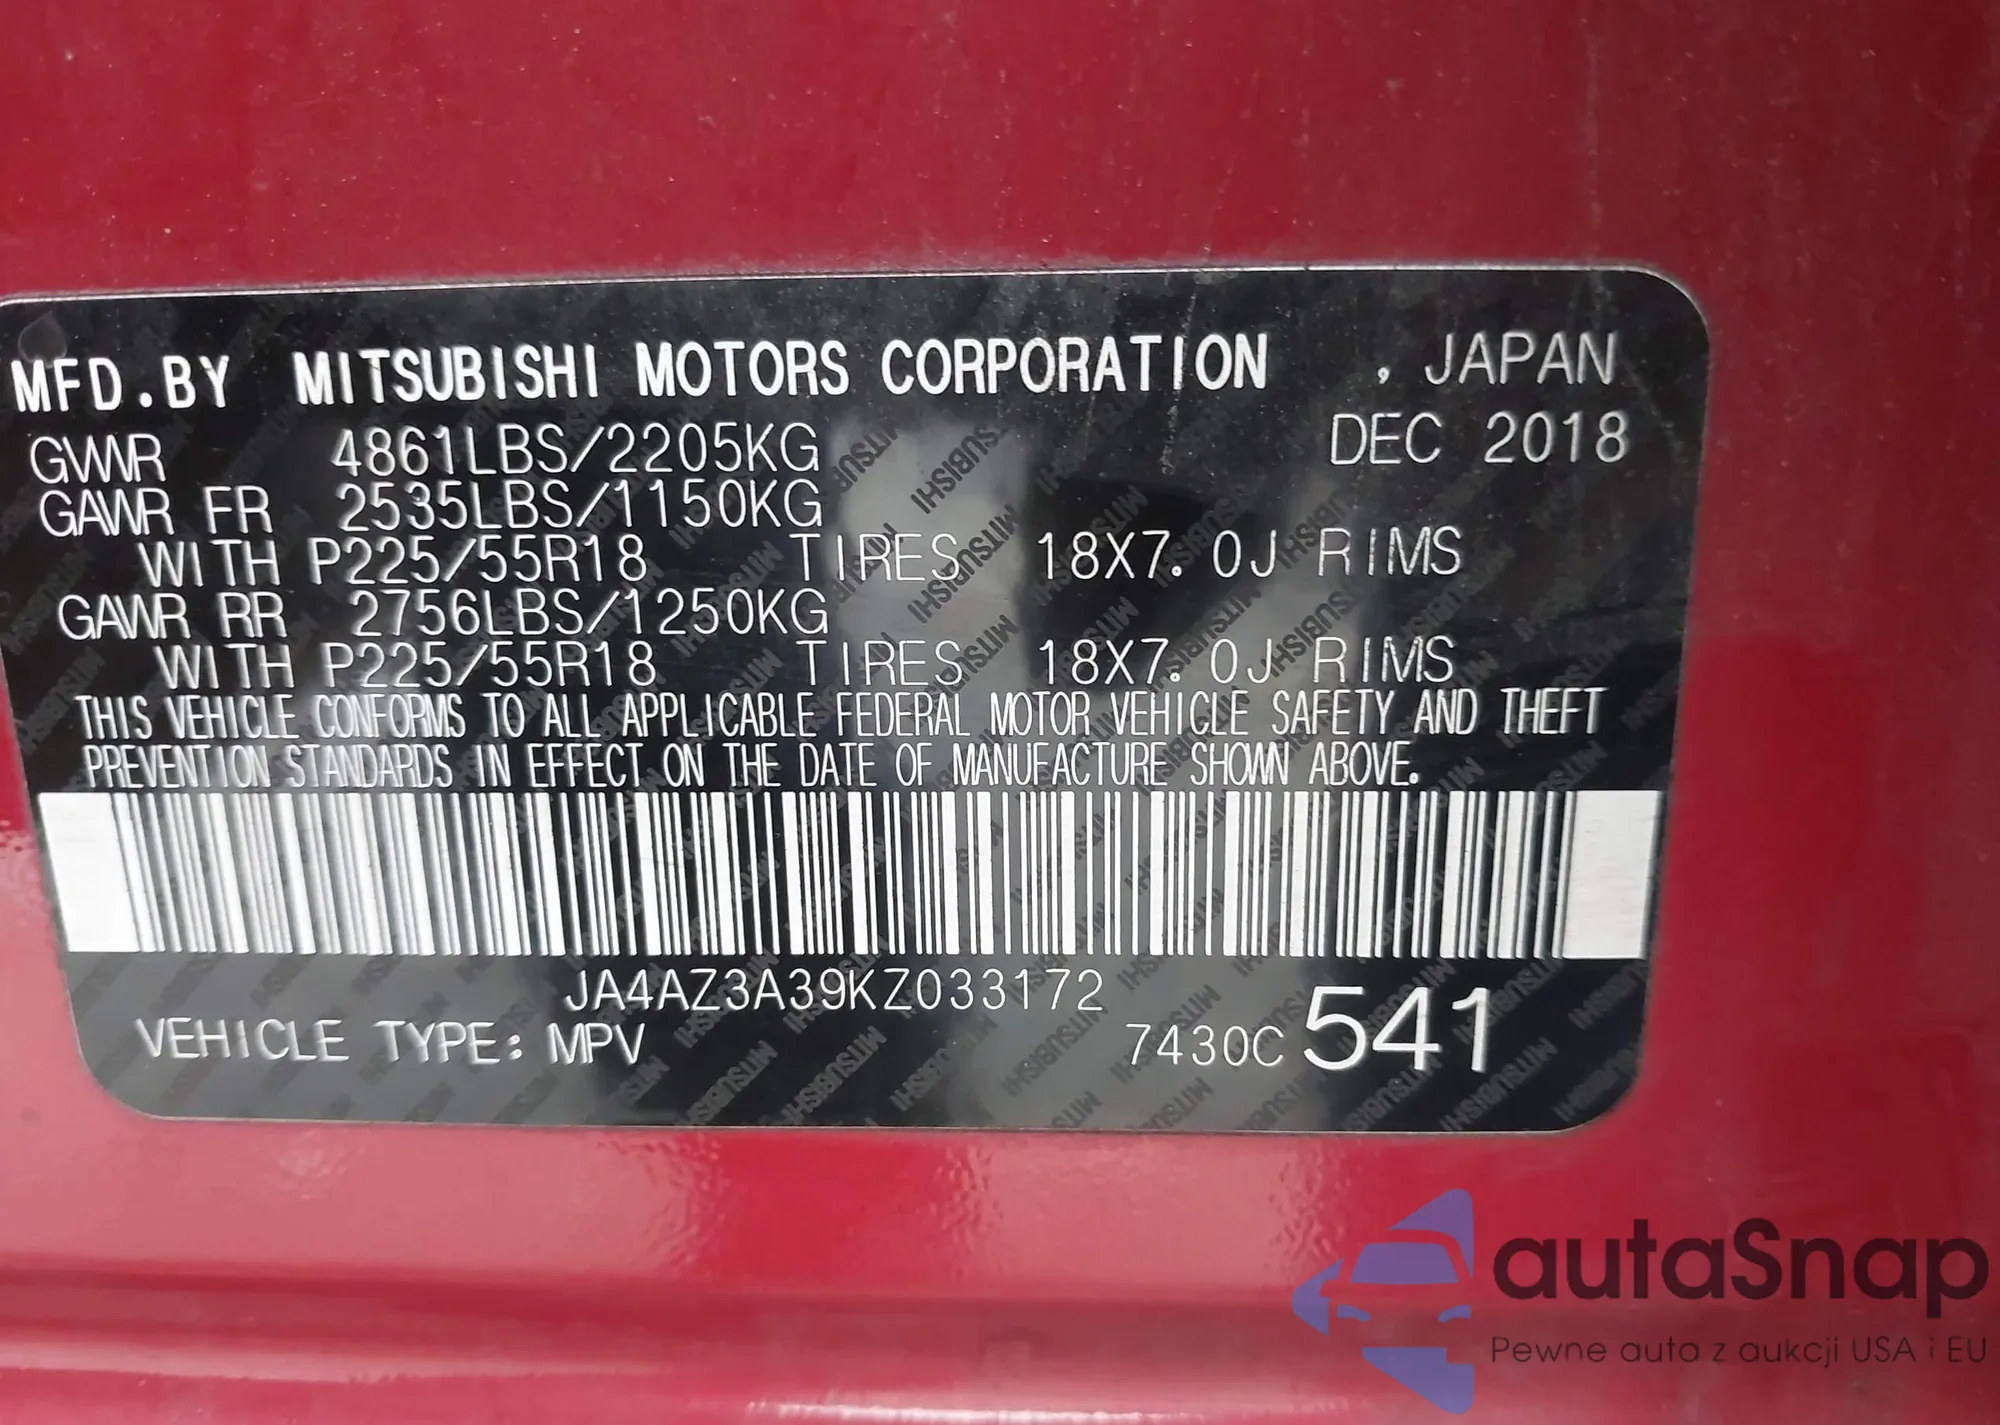 MFD.BY MITSUBISHI MOTORS CORPORATION , JAPAN
GVWR 4861LBS/2205KG DEC 2018
GAWR FR 2535LBS/1150KG
WITH P225/55R18 TIRES 18X7.0J RIMS
GAWR RR 2756LBS/1250KG
WITH P225/55R18 TIRES 18X7.0J RIMS
THIS VEHICLE CONFORMS TO ALL APPLICABLE FEDERAL MOTOR VEHICLE SAFETY AND THEFT
PREVENTION STANDARDS IN EFFECT ON THE DATE OF MANUFACTURE SHOWN ABOVE.
JA4AZ3A39KZ033172
VEHICLE TYPE: MPV 7430C 541
autaSnap
Pewne auta z aukcji USA i EU